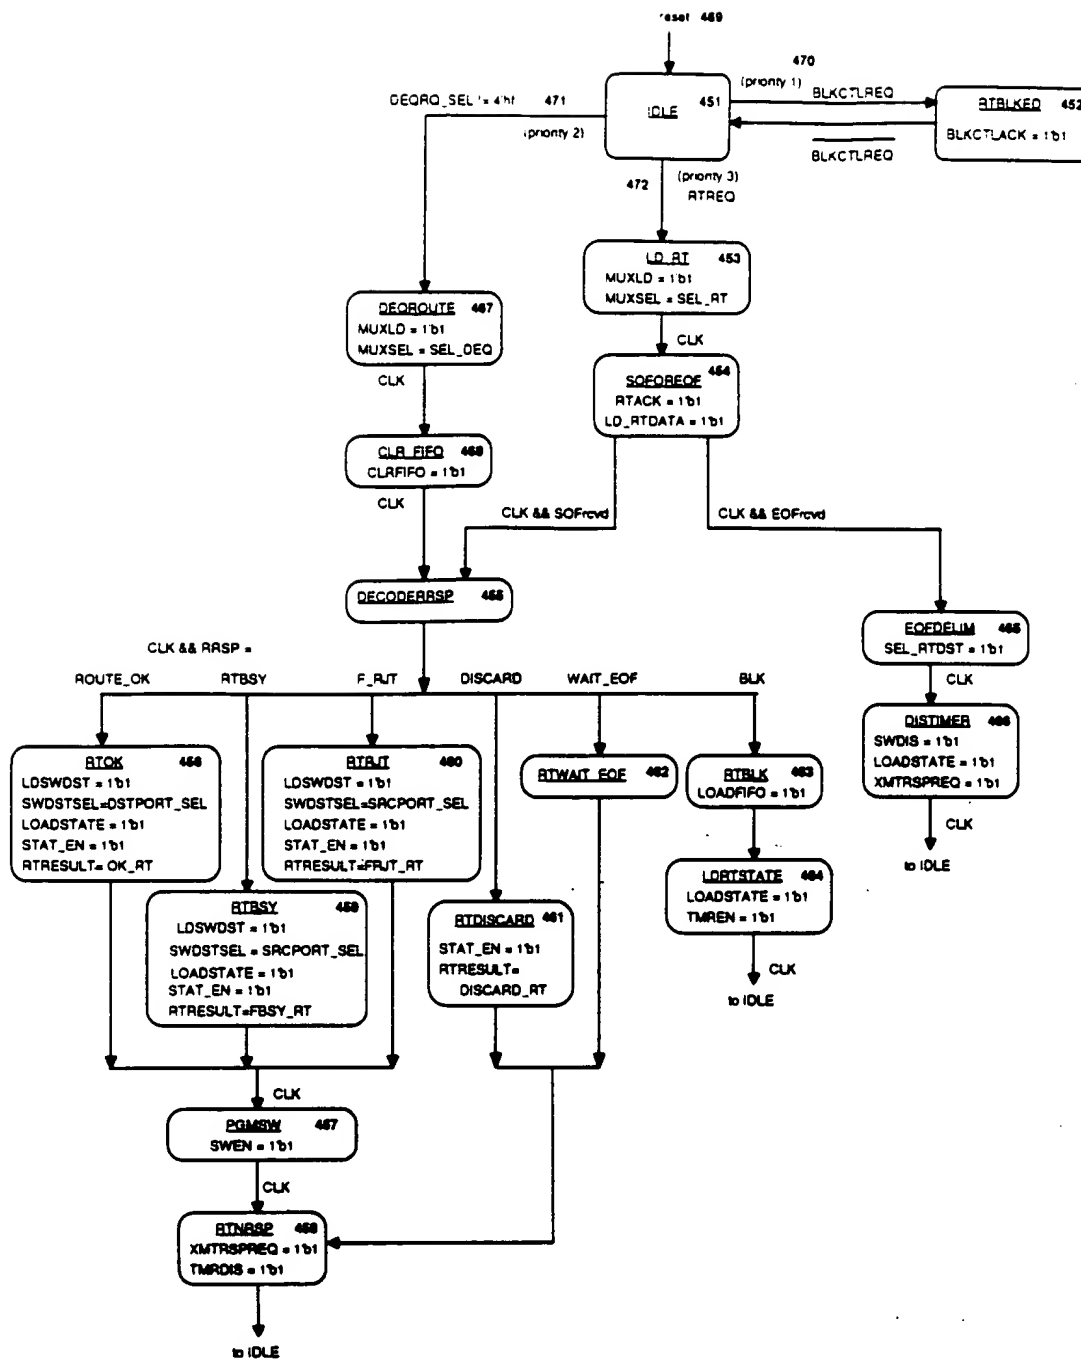 reset 469
470
(priority 1)
BLKCTLREQ
DEQRQ_SEL != 4'hf 471
(priority 2)
IDLE 451
RTBLKED 452
BLKCTLACK = 1'b1
BLKCTLREQ
472 (priority 3)
RTREQ
LD_RT 453
MUXLD = 1'b1
MUXSEL = SEL_RT
CLK
DEQROUTE 467
MUXLD = 1'b1
MUXSEL = SEL_DEQ
CLK
SOFOREOF 454
RTACK = 1'b1
LD_RTDATA = 1'b1
CLR_FIFO 468
CLRFIFO = 1'b1
CLK
CLK && SOFrcvd
CLK && EOFrcvd
DECODERRSP 455
EOFDELIM 465
SEL_RTDST = 1'b1
CLK
CLK && RRSP =
ROUTE_OK RTBSY F_RJT DISCARD WAIT_EOF BLK
DISTIMER 466
SWDIS = 1'b1
LOADSTATE = 1'b1
XMTRSPREQ = 1'b1
CLK
to IDLE
RTOK 456
LDSWDST = 1'b1
SWDSTSEL=DSTPORT_SEL
LOADSTATE = 1'b1
STAT_EN = 1'b1
RTRESULT= OK_RT
RTRJT 460
LDSWDST = 1'b1
SWDSTSEL=SRCPORT_SEL
LOADSTATE = 1'b1
STAT_EN = 1'b1
RTRESULT=FRJT_RT
RTWAIT_EOF 462
RTBLK 463
LOADFIFO = 1'b1
LDRTSTATE 464
LOADSTATE = 1'b1
TMREN = 1'b1
CLK
to IDLE
RTBSY 459
LDSWDST = 1'b1
SWDSTSEL = SRCPORT_SEL
LOADSTATE = 1'b1
STAT_EN = 1'b1
RTRESULT=FBSY_RT
RTDISCARD 461
STAT_EN = 1'b1
RTRESULT=
DISCARD_RT
CLK
PGMSW 457
SWEN = 1'b1
CLK
RTNRSP 458
XMTRSPREQ = 1'b1
TMRDIS = 1'b1
to IDLE